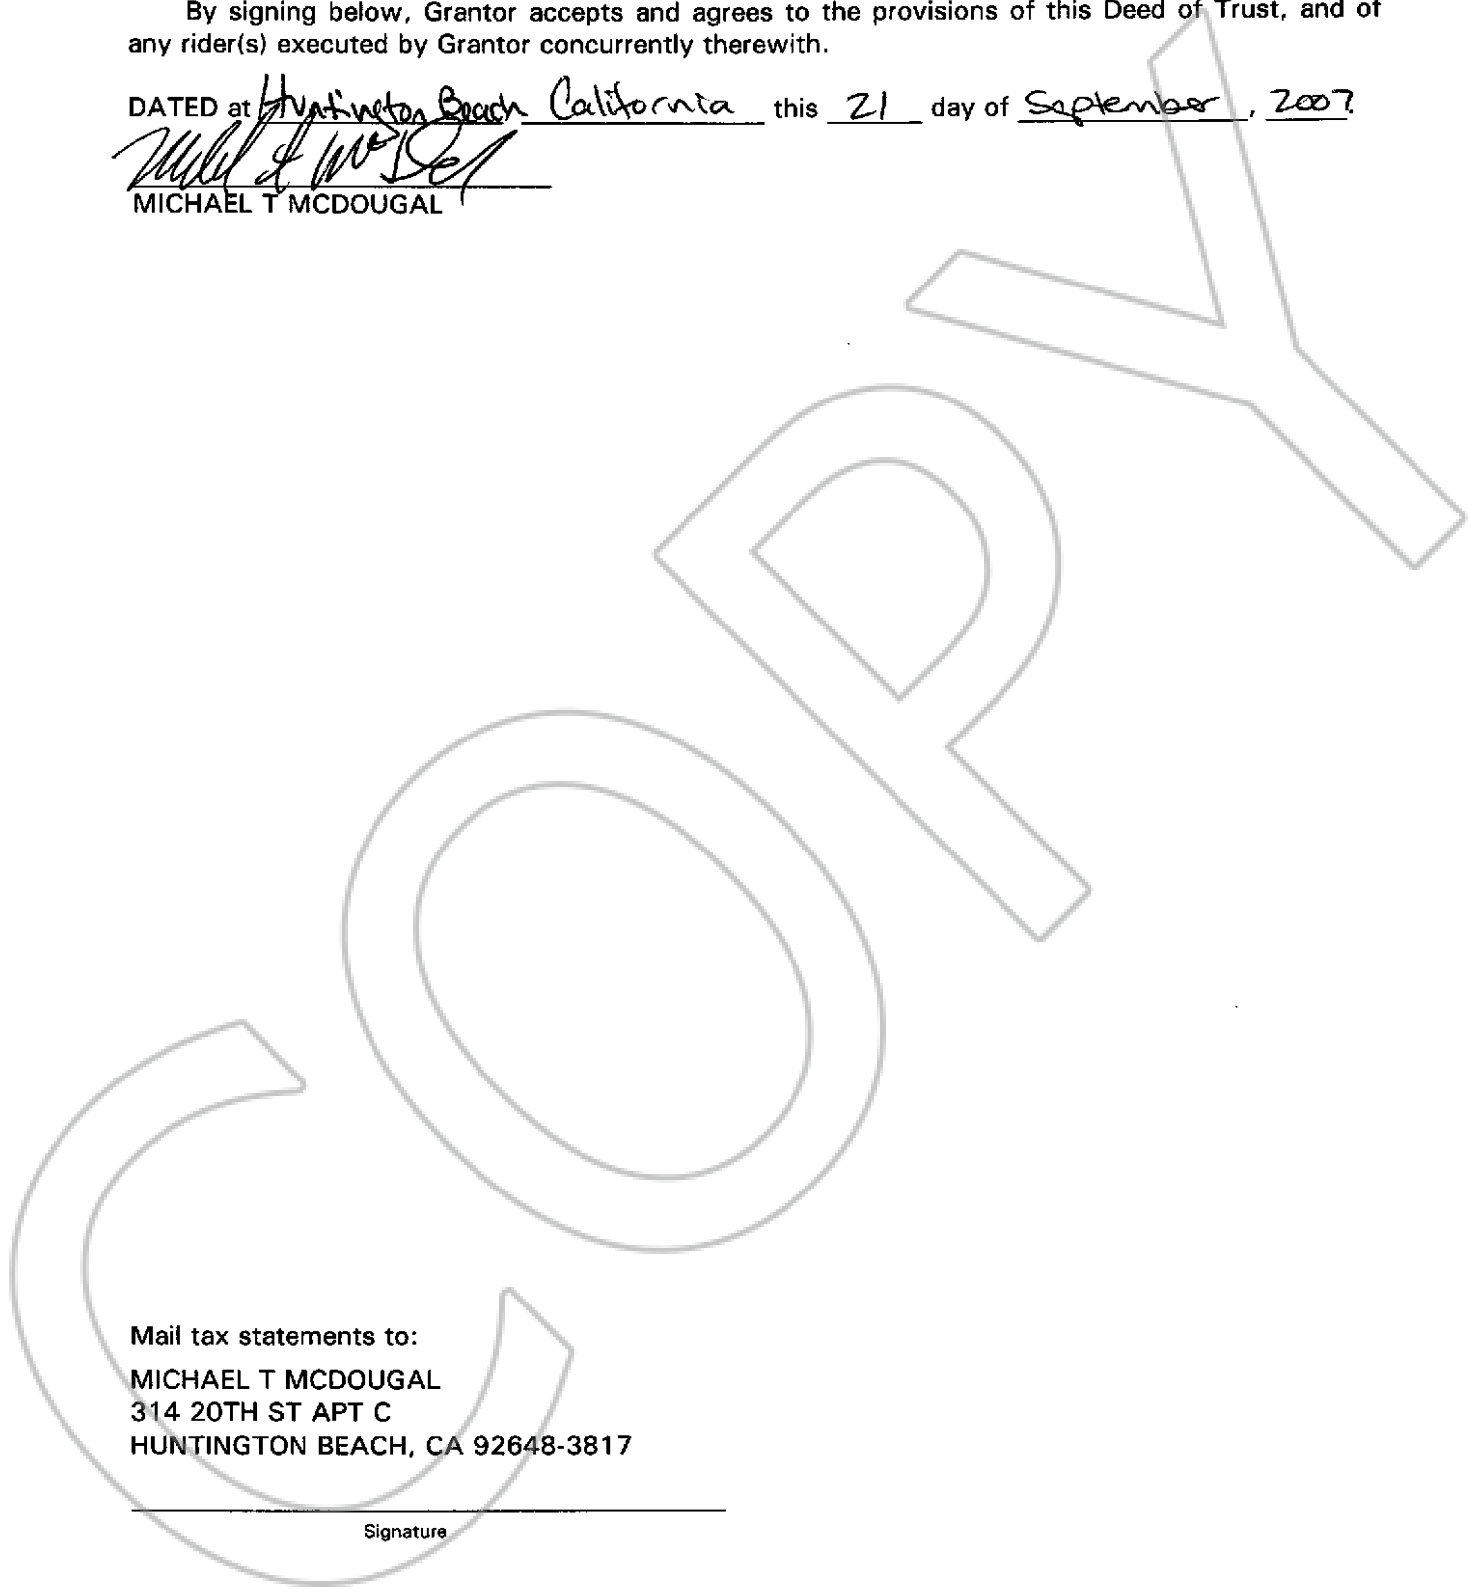 By signing below, Grantor accepts and agrees to the provisions of this Deed of Trust, and of
any rider(s) executed by Grantor concurrently therewith.
DATED at Huntington Beach California this 21 day of September, 2007.
MICHAEL T MCDOUGAL
COPY
Mail tax statements to:
MICHAEL T MCDOUGAL
314 20TH ST APT C
HUNTINGTON BEACH, CA 92648-3817
Signature